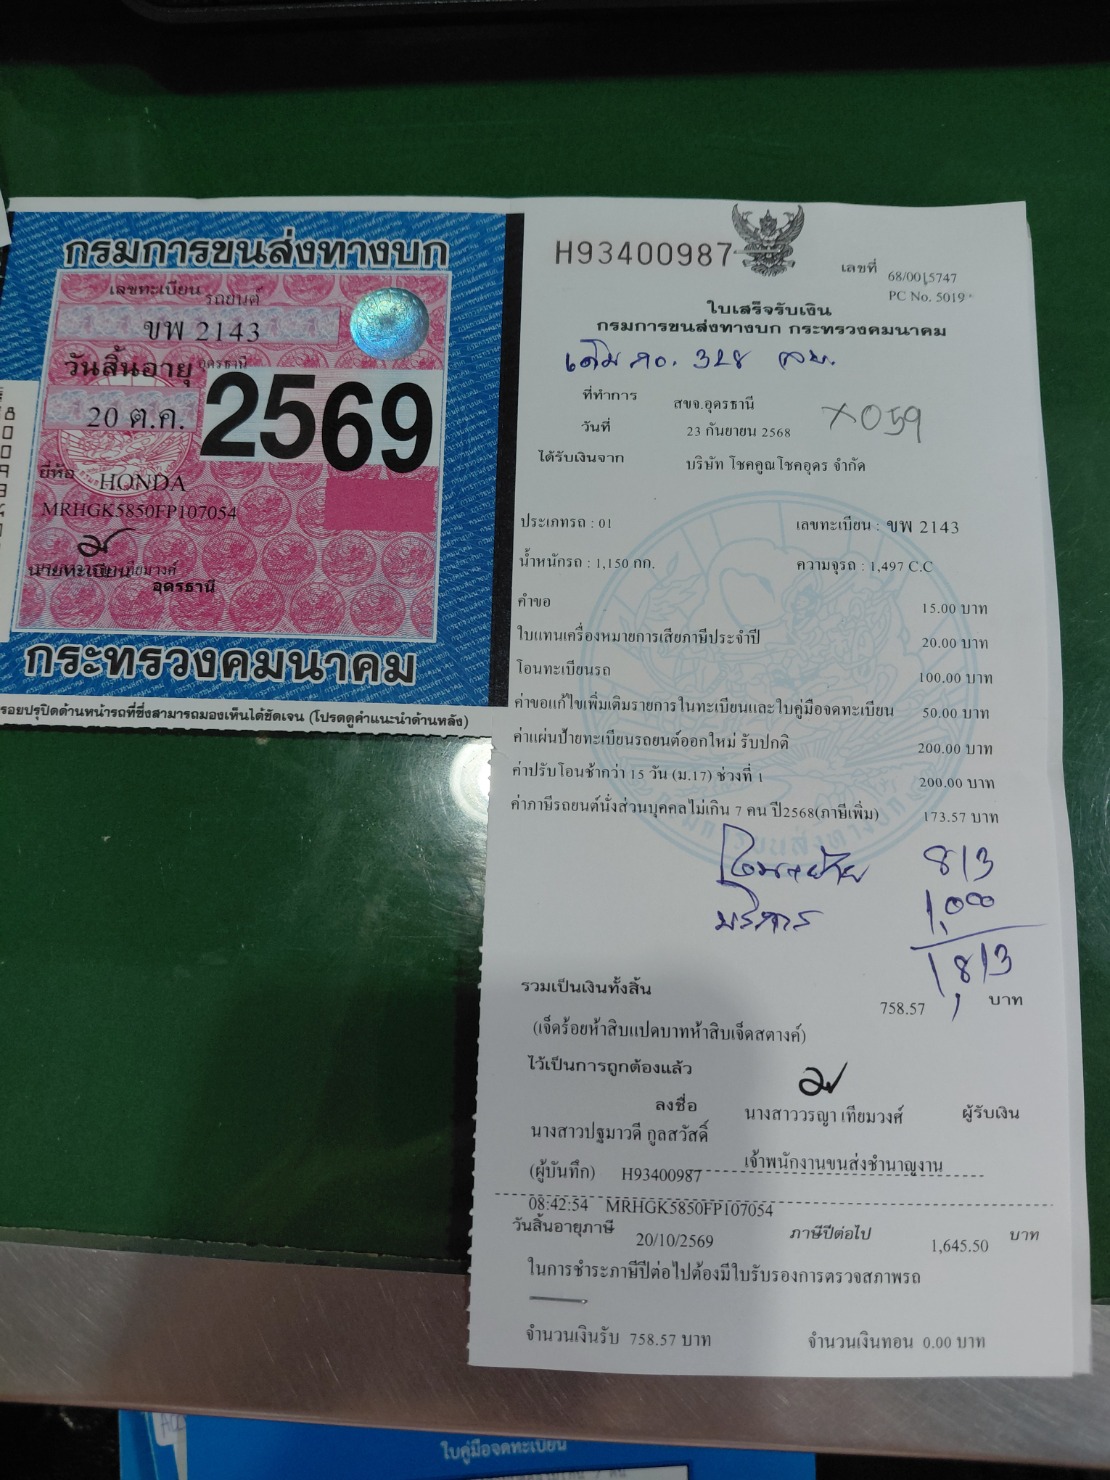 กรมการขนส่งทางบก
เลขทะเบียน รถยนต์
ขพ 2143
วันสิ้นอายุ อุดรธานี
20 ต.ค. 2569
ยี่ห้อ HONDA
MRHGK5850FP107054
นายทะเบียน
อุดรธานี
กระทรวงคมนาคม
รอยปรุปิดด้านหน้ารถที่ซึ่งสามารถมองเห็นได้ชัดเจน (โปรดดูคำแนะนำด้านหลัง)
H93400987
เลขที่ 68/0015747
PC No. 5019
ใบเสร็จรับเงิน
กรมการขนส่งทางบก กระทรวงคมนาคม
เดิม กอ. 328
ที่ทำการ สขจ.อุดรธานี
x059
วันที่ 23 กันยายน 2568
ได้รับเงินจาก บริษัท โชคคูณโชคอุดร จำกัด
ประเภทรถ : 01 เลขทะเบียน : ขพ 2143
น้ำหนักรถ : 1,150 กก. ความจุรถ : 1,497 C.C
คำขอ 15.00 บาท
ใบแทนเครื่องหมายการเสียภาษีประจำปี 20.00 บาท
โอนทะเบียนรถ 100.00 บาท
ค่าขอแก้ไขเพิ่มเติมรายการในทะเบียนและใบคู่มือจดทะเบียน 50.00 บาท
ค่าแผ่นป้ายทะเบียนรถยนต์ออกใหม่ รับปกติ 200.00 บาท
ค่าปรับโอนช้ากว่า 15 วัน (ม.17) ช่วงที่ 1 200.00 บาท
ค่าภาษีรถยนต์นั่งส่วนบุคคลไม่เกิน 7 คน ปี2568(ภาษีเพิ่ม) 173.57 บาท
โอน+ย้าย 813
บริการ 1,000
1,813
รวมเป็นเงินทั้งสิ้น 758.57 บาท
(เจ็ดร้อยห้าสิบแปดบาทห้าสิบเจ็ดสตางค์)
ไว้เป็นการถูกต้องแล้ว
ลงชื่อ นางสาววรญา เทียมวงศ์ ผู้รับเงิน
นางสาวปฐมาวดี กูลสวัสดิ์
เจ้าพนักงานขนส่งชำนาญงาน
(ผู้บันทึก) H93400987
08:42:54 MRHGK5850FP107054
วันสิ้นอายุภาษี 20/10/2569 ภาษีปีต่อไป 1,645.50 บาท
ในการชำระภาษีปีต่อไปต้องมีใบรับรองการตรวจสภาพรถ
จำนวนเงินรับ 758.57 บาท จำนวนเงินทอน 0.00 บาท
ใบคู่มือจดทะเบียน